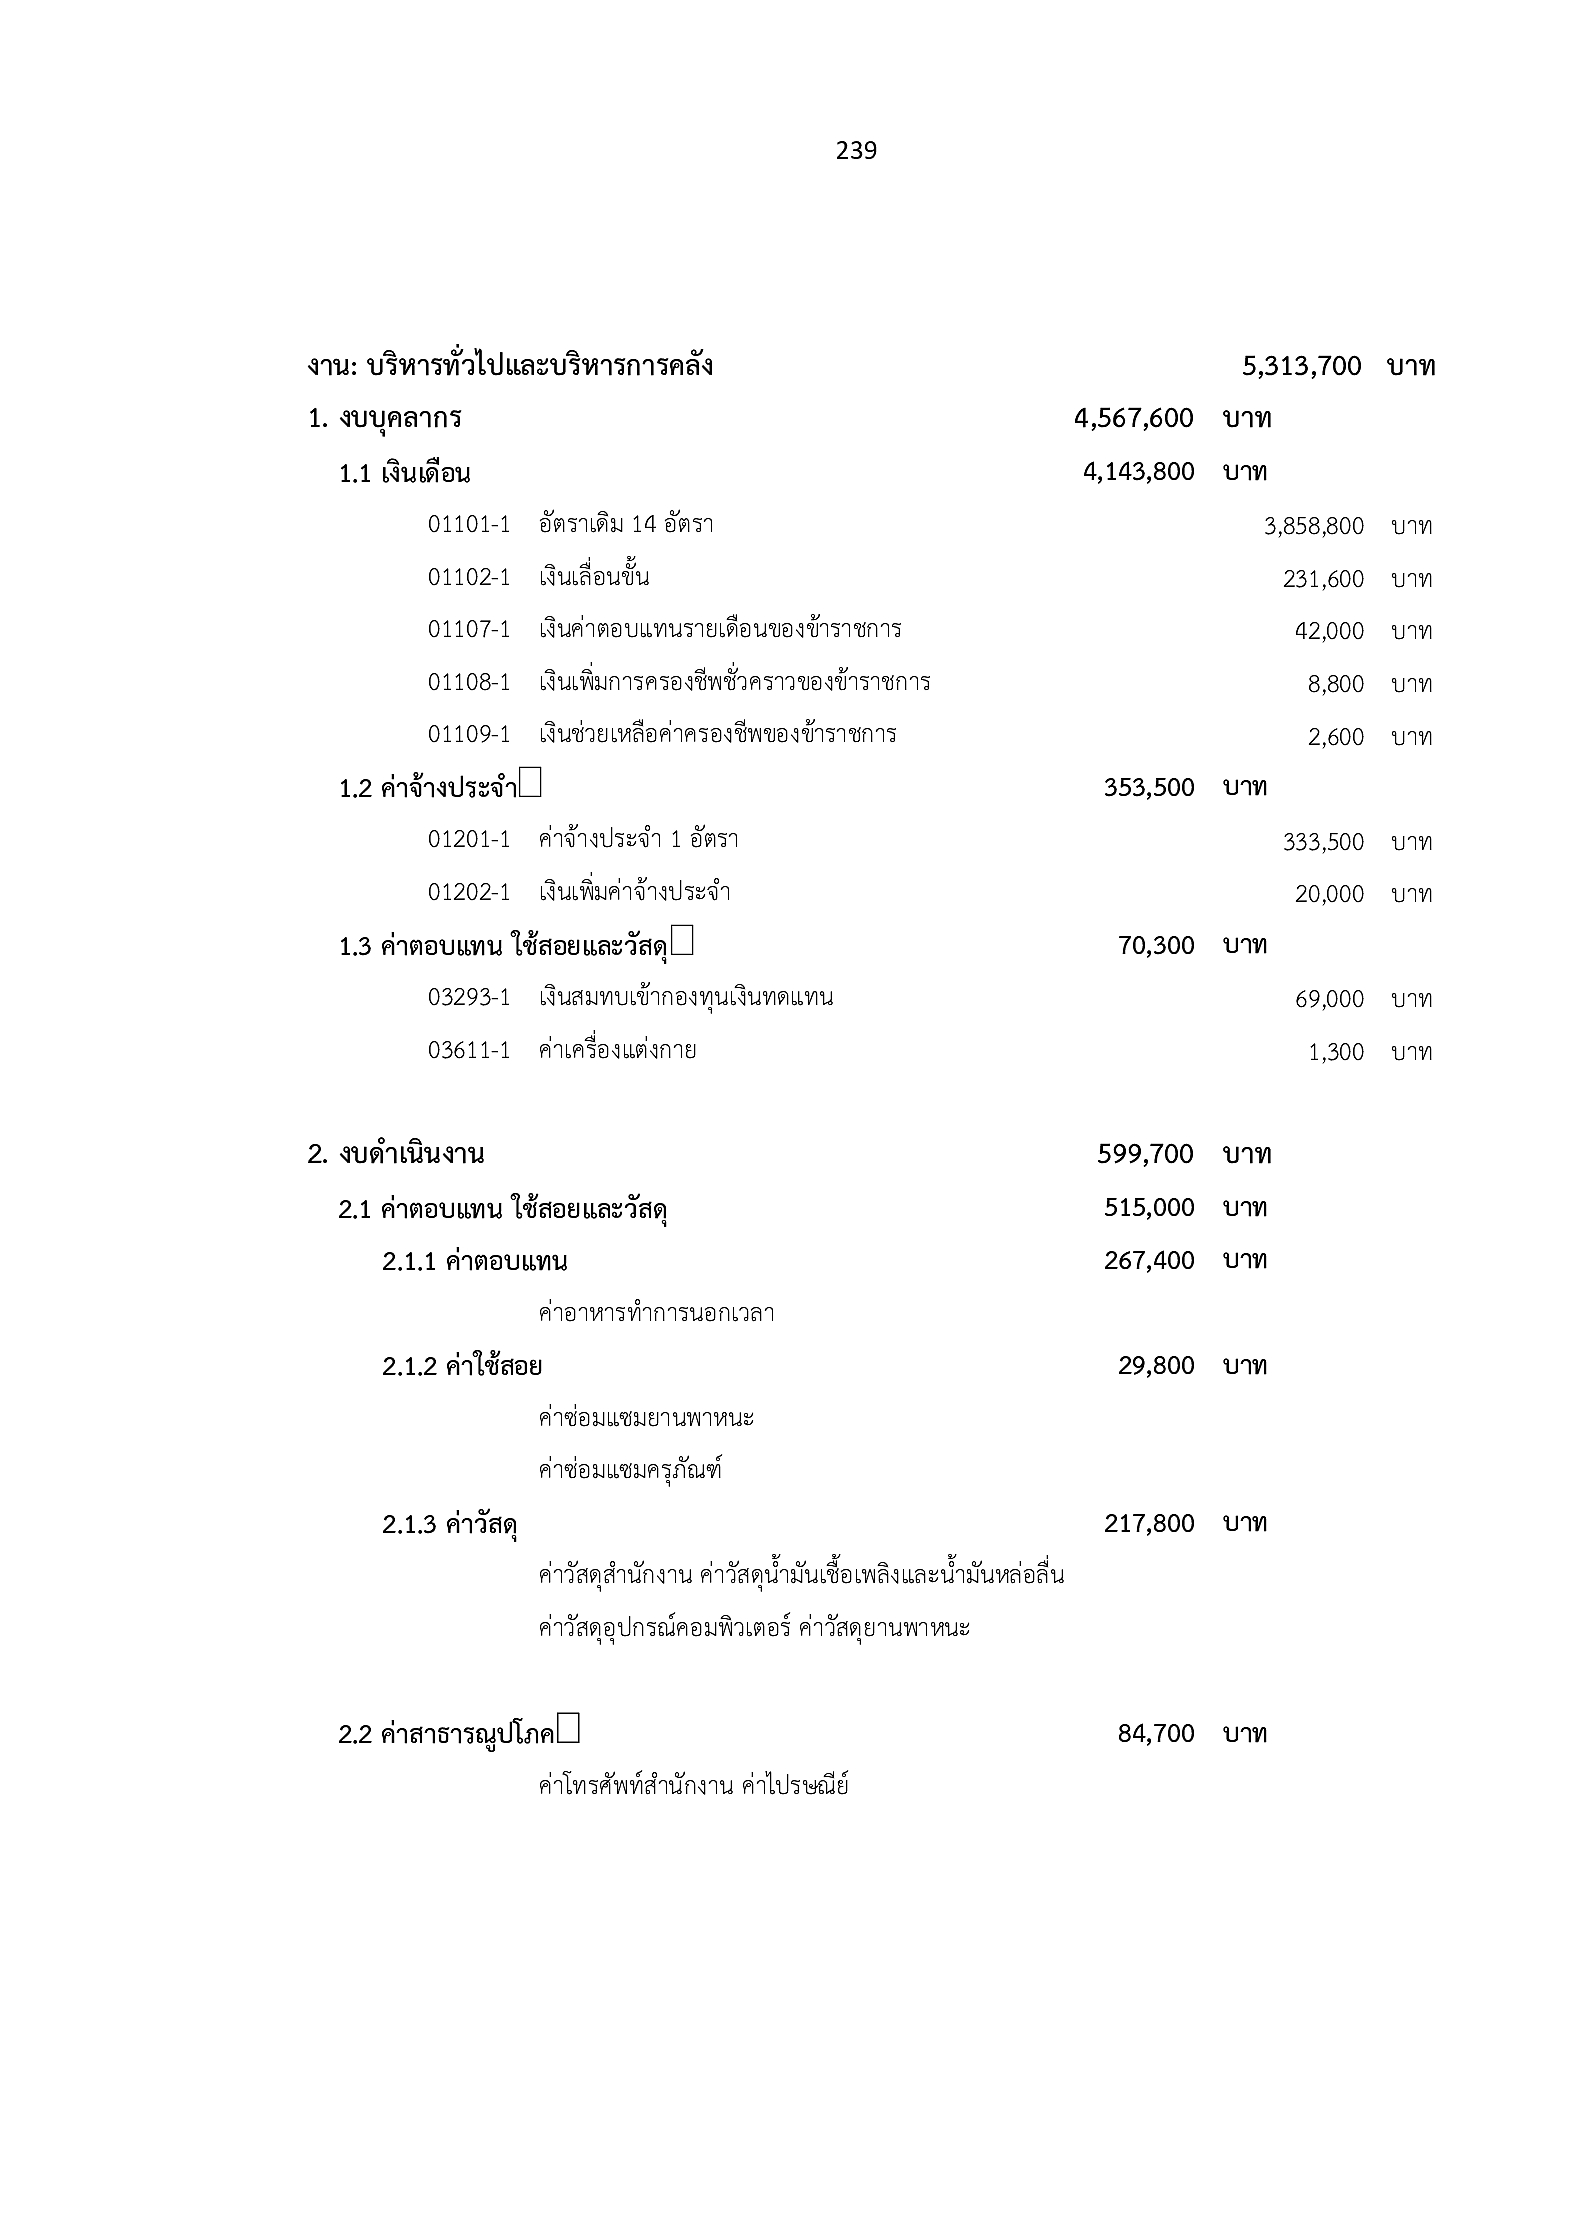 239
งาน: บริหารทั่วไปและบริหารการคลัง 5,313,700 บาท
1. งบบุคลากร 4,567,600 บาท
1.1 เงินเดือน 4,143,800 บาท
01101-1 อัตราเดิม 14 อัตรา 3,858,800 บาท
01102-1 เงินเลื่อนขั้น 231,600 บาท
01107-1 เงินค่าตอบแทนรายเดือนของข้าราชการ 42,000 บาท
01108-1 เงินเพิ่มการครองชีพชั่วคราวของข้าราชการ 8,800 บาท
01109-1 เงินช่วยเหลือค่าครองชีพของข้าราชการ 2,600 บาท
1.2 ค่าจ้างประจำ 353,500 บาท
01201-1 ค่าจ้างประจำ 1 อัตรา 333,500 บาท
01202-1 เงินเพิ่มค่าจ้างประจำ 20,000 บาท
1.3 ค่าตอบแทน ใช้สอยและวัสดุ 70,300 บาท
03293-1 เงินสมทบเข้ากองทุนเงินทดแทน 69,000 บาท
03611-1 ค่าเครื่องแต่งกาย 1,300 บาท
2. งบดำเนินงาน 599,700 บาท
2.1 ค่าตอบแทน ใช้สอยและวัสดุ 515,000 บาท
2.1.1 ค่าตอบแทน 267,400 บาท
ค่าอาหารทำการนอกเวลา
2.1.2 ค่าใช้สอย 29,800 บาท
ค่าซ่อมแซมยานพาหนะ
ค่าซ่อมแซมครุภัณฑ์
2.1.3 ค่าวัสดุ 217,800 บาท
ค่าวัสดุสำนักงาน ค่าวัสดุน้ำมันเชื้อเพลิงและน้ำมันหล่อลื่น
ค่าวัสดุอุปกรณ์คอมพิวเตอร์ ค่าวัสดุยานพาหนะ
2.2 ค่าสาธารณูปโภค 84,700 บาท
ค่าโทรศัพท์สำนักงาน ค่าไปรษณีย์